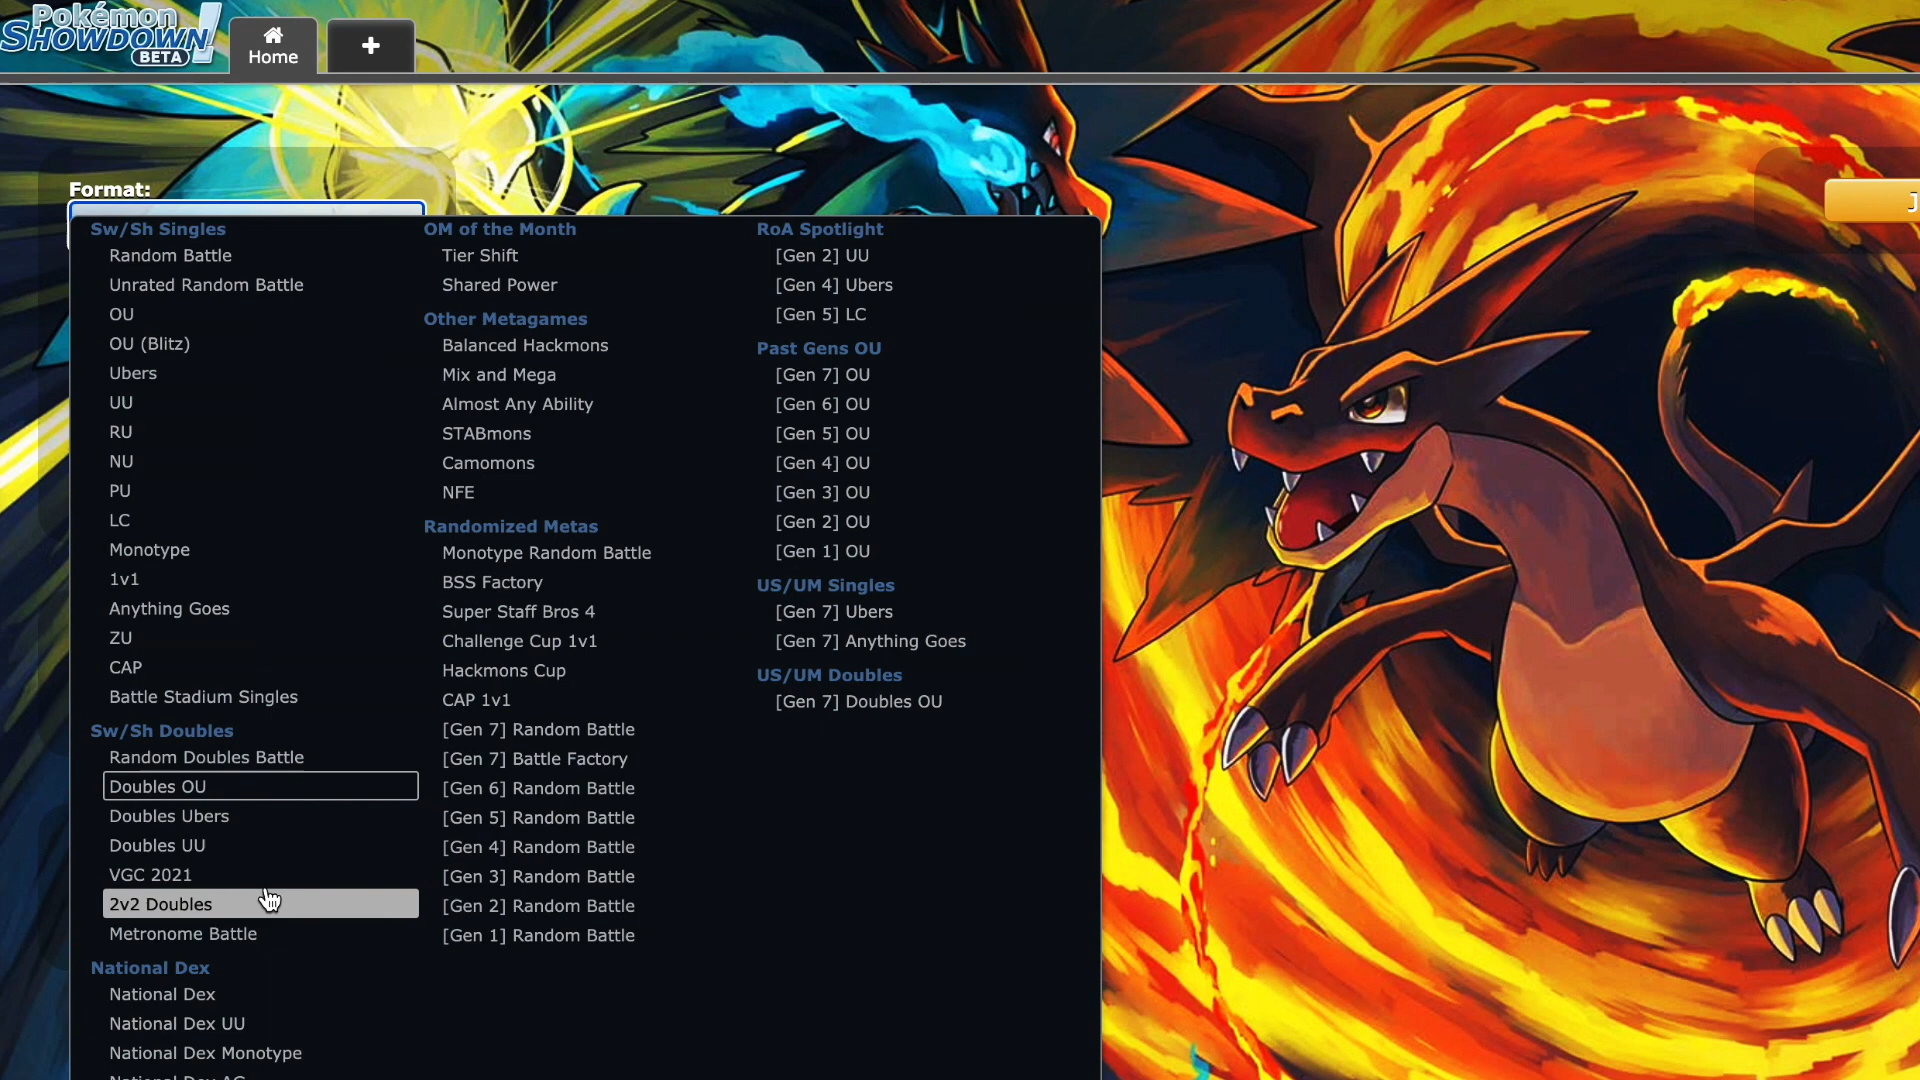 Pokémon
SHOWDOWN!
BETA
Home
+
Format:
Sw/Sh Singles
Random Battle
Unrated Random Battle
OU
OU (Blitz)
Ubers
UU
RU
NU
PU
LC
Monotype
1v1
Anything Goes
ZU
CAP
Battle Stadium Singles
Sw/Sh Doubles
Random Doubles Battle
Doubles OU
Doubles Ubers
Doubles UU
VGC 2021
2v2 Doubles
Metronome Battle
National Dex
National Dex
National Dex UU
National Dex Monotype
National Dex AG
OM of the Month
Tier Shift
Shared Power
Other Metagames
Balanced Hackmons
Mix and Mega
Almost Any Ability
STABmons
Camomons
NFE
Randomized Metas
Monotype Random Battle
BSS Factory
Super Staff Bros 4
Challenge Cup 1v1
Hackmons Cup
CAP 1v1
[Gen 7] Random Battle
[Gen 7] Battle Factory
[Gen 6] Random Battle
[Gen 5] Random Battle
[Gen 4] Random Battle
[Gen 3] Random Battle
[Gen 2] Random Battle
[Gen 1] Random Battle
RoA Spotlight
[Gen 2] UU
[Gen 4] Ubers
[Gen 5] LC
Past Gens OU
[Gen 7] OU
[Gen 6] OU
[Gen 5] OU
[Gen 4] OU
[Gen 3] OU
[Gen 2] OU
[Gen 1] OU
US/UM Singles
[Gen 7] Ubers
[Gen 7] Anything Goes
US/UM Doubles
[Gen 7] Doubles OU